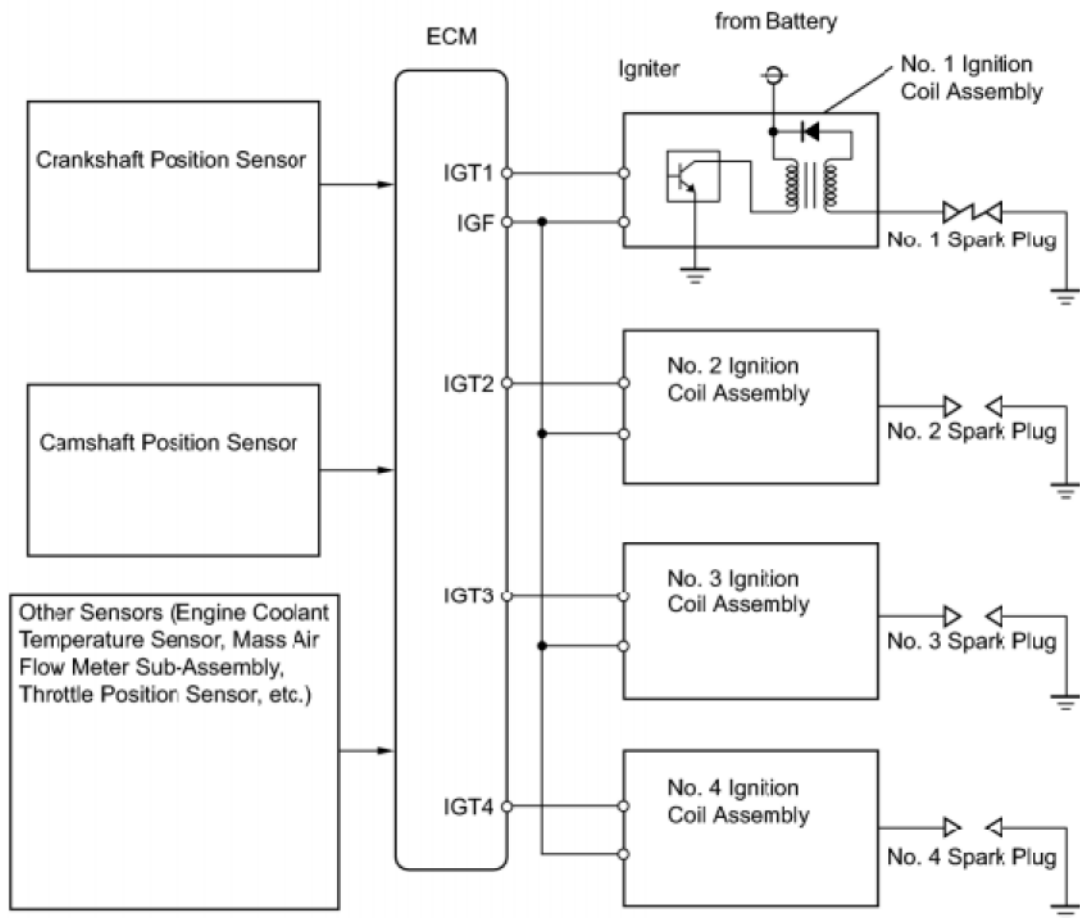 from Battery
ECM
Igniter
No. 1 Ignition
Coil Assembly
Crankshaft Position Sensor
IGT1
IGF
No. 1 Spark Plug
Camshaft Position Sensor
IGT2
No. 2 Ignition
Coil Assembly
No. 2 Spark Plug
Other Sensors (Engine Coolant
Temperature Sensor, Mass Air
Flow Meter Sub-Assembly,
Throttle Position Sensor, etc.)
IGT3
No. 3 Ignition
Coil Assembly
No. 3 Spark Plug
IGT4
No. 4 Ignition
Coil Assembly
No. 4 Spark Plug